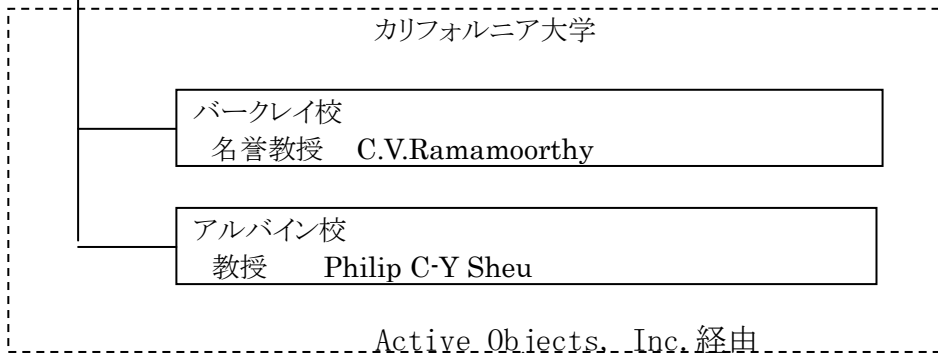 カリフォルニア大学
バークレイ校
名誉教授 C.V.Ramamoorthy
アルバイン校
教授 Philip C-Y Sheu
Active Objects, Inc.経由